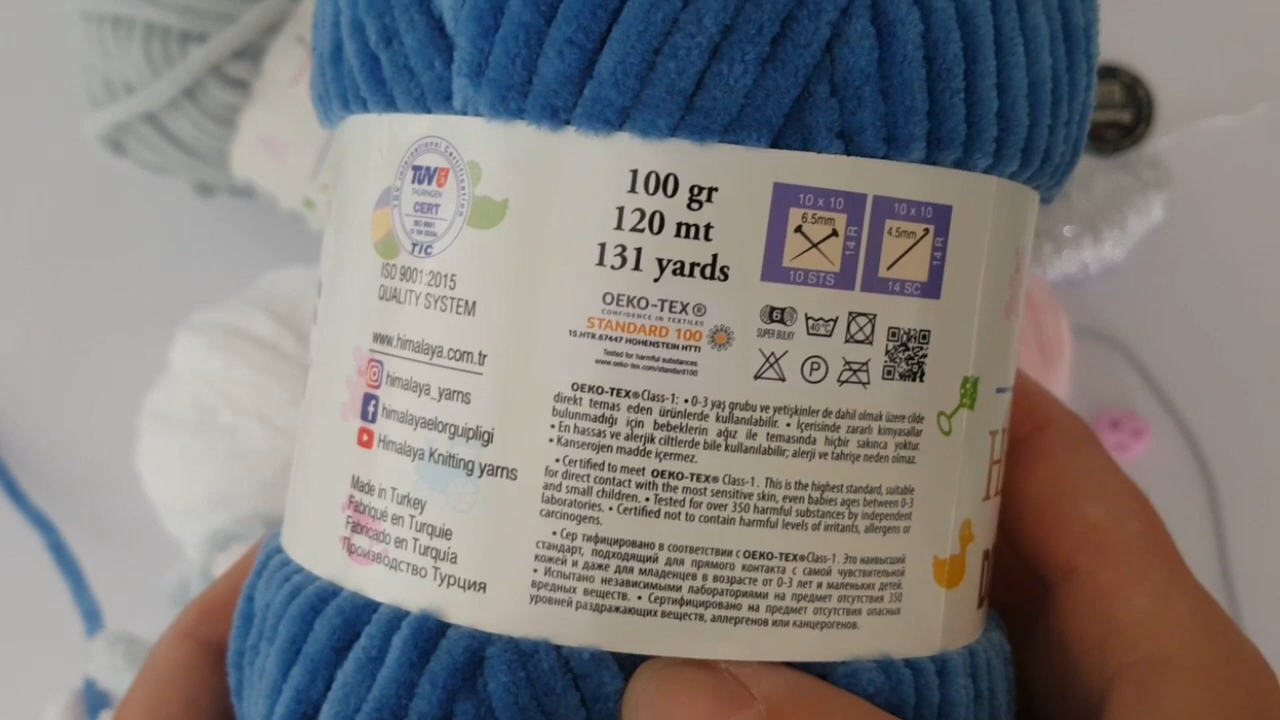 TÜV International Certification
TÜV
THÜRINGEN
CERT
ISO 9001
TIC
ISO 9001:2015
QUALITY SYSTEM
www.himalaya.com.tr
himalaya_yarns
himalayaelorguipligi
Himalaya Knitting yarns
Made in Turkey
Fabriqué en Turquie
Fabricado en Turquía
Производство Турция
100 gr
120 mt
131 yards
OEKO-TEX®
CONFIDENCE IN TEXTILES
STANDARD 100
15.HTR.67447 HOHENSTEIN HTTI
Tested for harmful substances
www.oeko-tex.com/standard100
10 x 10
6.5mm
14 R
10 STS
10 x 10
4.5mm
14 R
14 SC
6
SUPER BULKY
40°C
P
OEKO-TEX® Class-1; • 0-3 yaş grubu ve yetişkinler de dahil olmak üzere cilde
direkt temas eden ürünlerde kullanılabilir. • İçerisinde zararlı kimyasallar
bulunmadığı için bebeklerin ağız ile temasında hiçbir sakınca yoktur.
• En hassas ve alerjik ciltlerde bile kullanılabilir; alerji ve tahrişe neden olmaz.
• Kanserojen madde içermez.
• Certified to meet OEKO-TEX® Class-1. This is the highest standard, suitable
for direct contact with the most sensitive skin, even babies ages between 0-3
and small children. • Tested for over 350 harmful substances by independent
laboratories. • Certified not to contain harmful levels of irritants, allergens or
carcinogens.
• Сер тифицировано в соответствии с OEKO-TEX®Class-1. Это наивысший
стандарт, подходящий для прямого контакта с самой чувствительной
кожей и даже для младенцев в возрасте от 0-3 лет и маленьких детей.
• Испытано независимыми лабораториями на предмет отсутствия 350
вредных веществ. • Сертифицировано на предмет отсутствия опасных
уровней раздражающих веществ, аллергенов или канцерогенов.
H
D